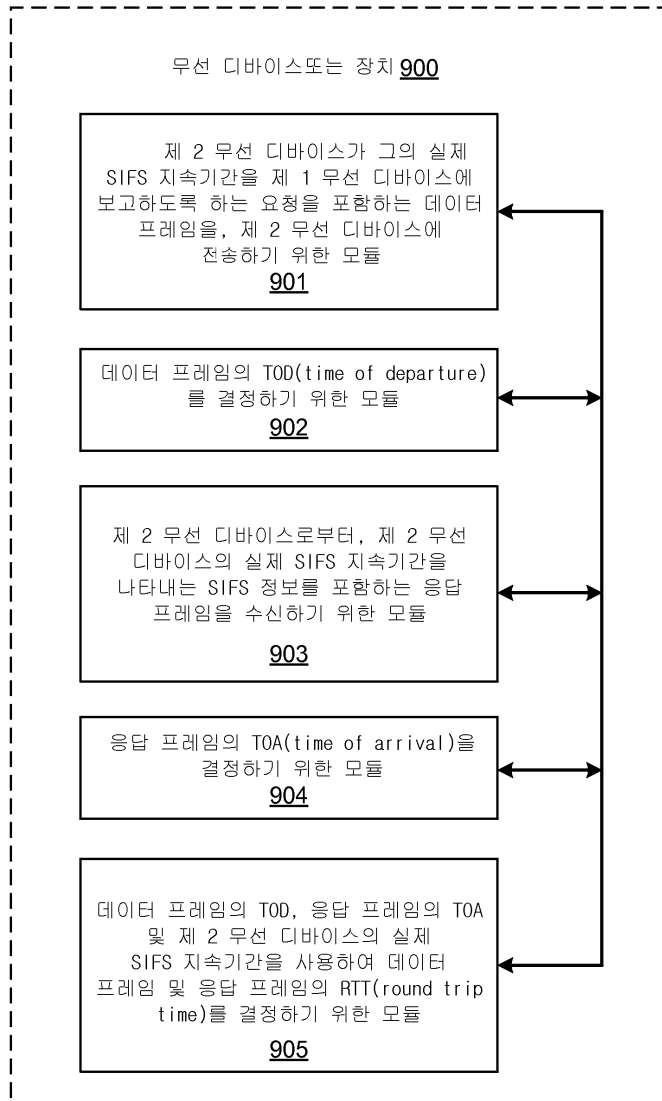 무선 디바이스또는 장치 900
제 2 무선 디바이스가 그의 실제
SIFS 지속기간을 제 1 무선 디바이스에
보고하도록 하는 요청을 포함하는 데이터
프레임을, 제 2 무선 디바이스에
전송하기 위한 모듈
901
데이터 프레임의 TOD(time of departure)
를 결정하기 위한 모듈
902
제 2 무선 디바이스로부터, 제 2 무선
디바이스의 실제 SIFS 지속기간을
나타내는 SIFS 정보를 포함하는 응답
프레임을 수신하기 위한 모듈
903
응답 프레임의 TOA(time of arrival)을
결정하기 위한 모듈
904
데이터 프레임의 TOD, 응답 프레임의 TOA
및 제 2 무선 디바이스의 실제
SIFS 지속기간을 사용하여 데이터
프레임 및 응답 프레임의 RTT(round trip
time)를 결정하기 위한 모듈
905